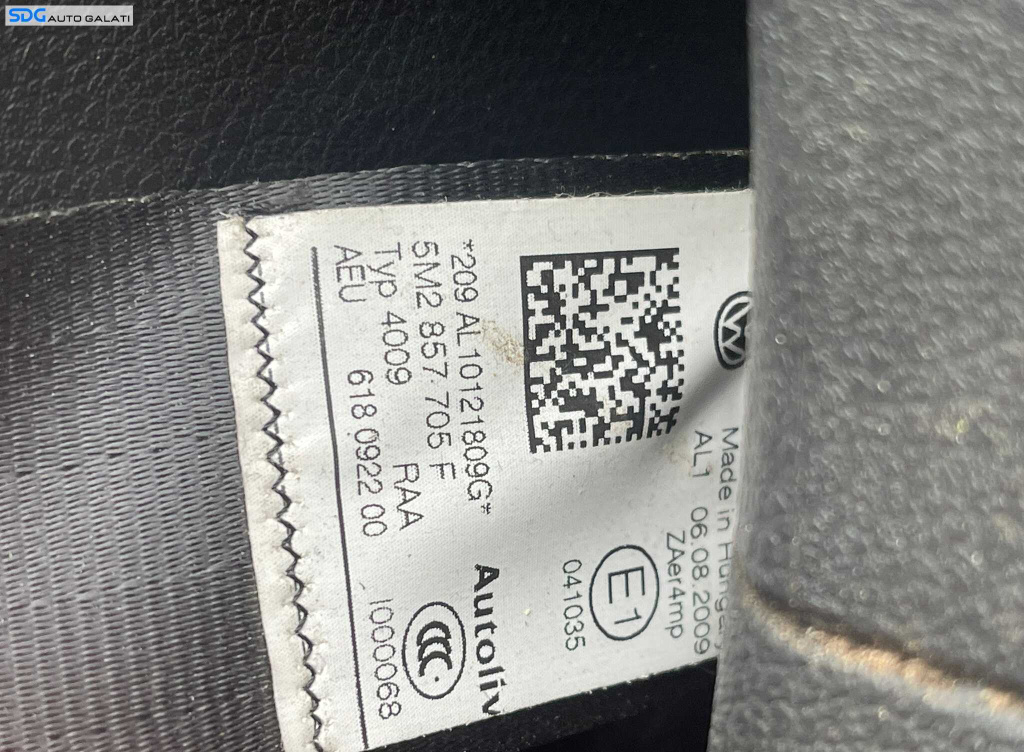 SDG AUTO GALATI
Made in Hungary
AL1 06.08.2009
ZAer4mp
E1
041035
*209 AL10121809G*
Autoliv
5M2 857 705 F
CCC
Typ 4009 RAA
AEU 618 0922 00 1000068